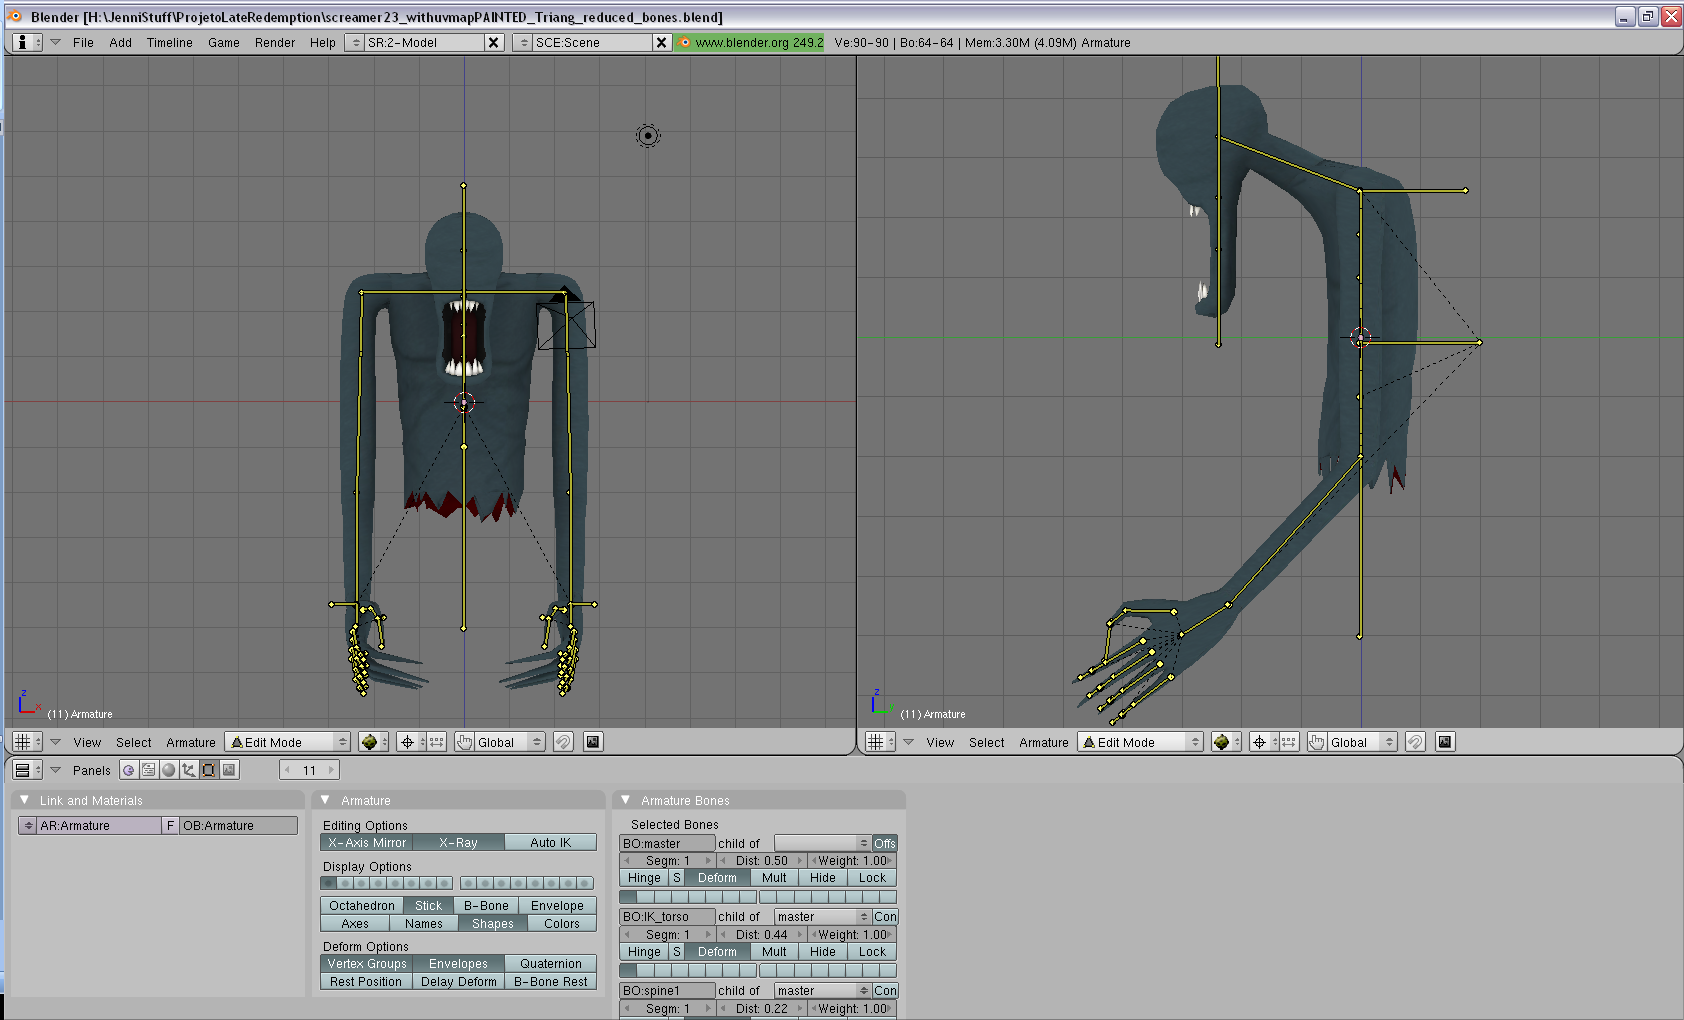 Blender [H:\JenniStuff\ProjetoLateRedemption\screamer23_withuvmapPAINTED_Triang_reduced_bones.blend]
File Add Timeline Game Render Help SR:2-Model X SCE:Scene X www.blender.org 249.2 Ve:90-90 | Bo:64-64 | Mem:3.30M (4.09M) Armature
z
x
(11) Armature
z
(11) Armature
View Select Armature Edit Mode Global
View Select Armature Edit Mode Global
Panels 11
Link and Materials
AR:Armature F OB:Armature
Armature
Editing Options
X-Axis Mirror X-Ray Auto IK
Display Options
Octahedron Stick B-Bone Envelope
Axes Names Shapes Colors
Deform Options
Vertex Groups Envelopes Quaternion
Rest Position Delay Deform B-Bone Rest
Armature Bones
Selected Bones
BO:master child of Offs
Segm: 1 Dist: 0.50 Weight: 1.00
Hinge S Deform Mult Hide Lock
BO:IK_torso child of master Con
Segm: 1 Dist: 0.44 Weight: 1.00
Hinge S Deform Mult Hide Lock
BO:spine1 child of master Con
Segm: 1 Dist: 0.22 Weight: 1.00